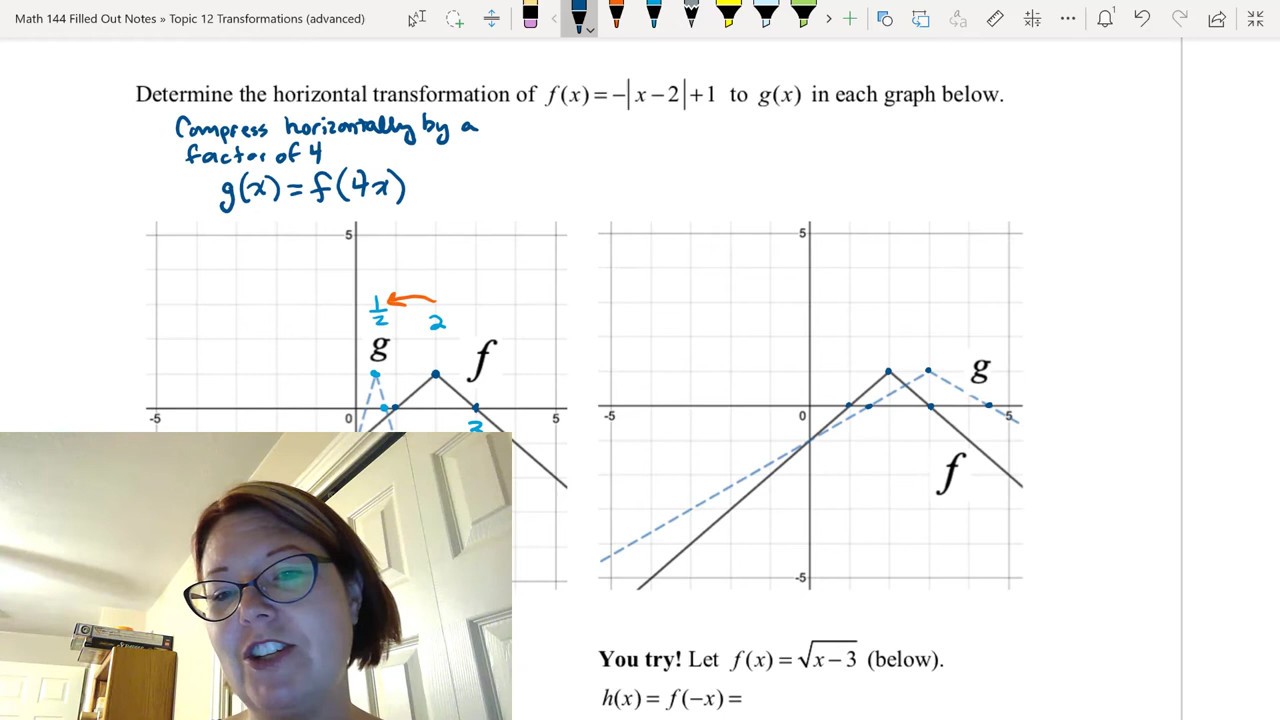 Math 144 Filled Out Notes » Topic 12 Transformations (advanced)
Determine the horizontal transformation of f(x)=−|x−2|+1 to g(x) in each graph below.
Compress horizontally by a
factor of 4
g(x)=f(4x)
5
1/2
2
g
f
-5
0
5
3
5
g
-5
0
5
f
-5
You try! Let f(x)=√(x−3) (below).
h(x)= f(−x)=